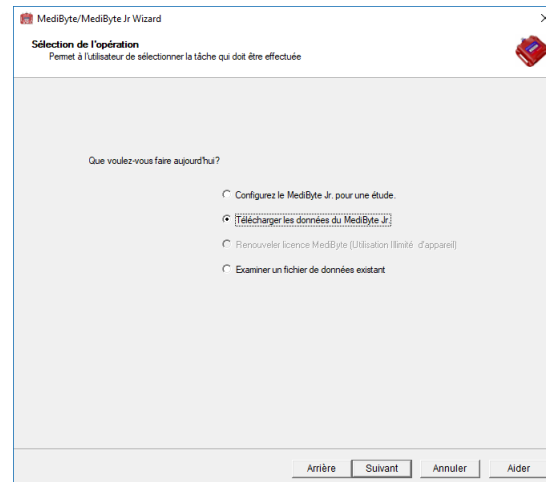 MediByte/MediByte Jr Wizard
Sélection de l'opération
Permet à l'utilisateur de sélectionner la tâche qui doit être effectuée
Que voulez-vous faire aujourd'hui?
Configurez le MediByte Jr. pour une étude.
Télécharger les données du MediByte Jr.
Renouveler licence MediByte (Utilisation Illimité d'appareil)
Examiner un fichier de données existant
Arrière Suivant Annuler Aider